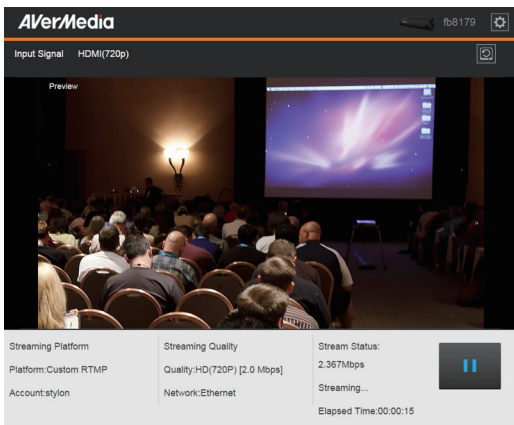 AVerMedia
fb8179
Input Signal HDMI(720p)
Preview
Streaming Platform
Platform:Custom RTMP
Account:stylon
Streaming Quality
Quality:HD(720P) [2.0 Mbps]
Network:Ethernet
Stream Status:
2.367Mbps
Streaming...
Elapsed Time:00:00:15